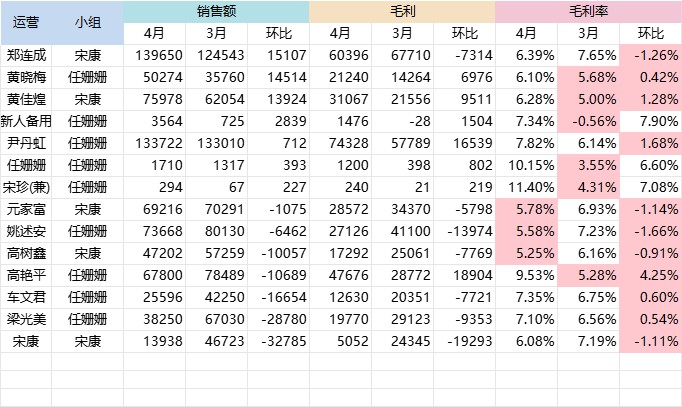 运营 小组 销售额 毛利 毛利率
4月 3月 环比 4月 3月 环比 4月 3月 环比
郑连成 宋康 139650 124543 15107 60396 67710 -7314 6.39% 7.65% -1.26%
黄晓梅 任姗姗 50274 35760 14514 21240 14264 6976 6.10% 5.68% 0.42%
黄佳煌 宋康 75978 62054 13924 31067 21556 9511 6.28% 5.00% 1.28%
新人备用 任姗姗 3564 725 2839 1476 -28 1504 7.34% -0.56% 7.90%
尹丹虹 任姗姗 133722 133010 712 74328 57789 16539 7.82% 6.14% 1.68%
任姗姗 任姗姗 1710 1317 393 1200 398 802 10.15% 3.55% 6.60%
宋珍(兼) 任姗姗 294 67 227 240 21 219 11.40% 4.31% 7.08%
元家富 宋康 69216 70291 -1075 28572 34370 -5798 5.78% 6.93% -1.14%
姚述安 任姗姗 73668 80130 -6462 27126 41100 -13974 5.58% 7.23% -1.66%
高树鑫 宋康 47202 57259 -10057 17292 25061 -7769 5.25% 6.16% -0.91%
高艳平 任姗姗 67800 78489 -10689 47676 28772 18904 9.53% 5.28% 4.25%
车文君 任姗姗 25596 42250 -16654 12630 20351 -7721 7.35% 6.75% 0.60%
梁光美 任姗姗 38250 67030 -28780 19770 29123 -9353 7.10% 6.56% 0.54%
宋康 宋康 13938 46723 -32785 5052 24345 -19293 6.08% 7.19% -1.11%